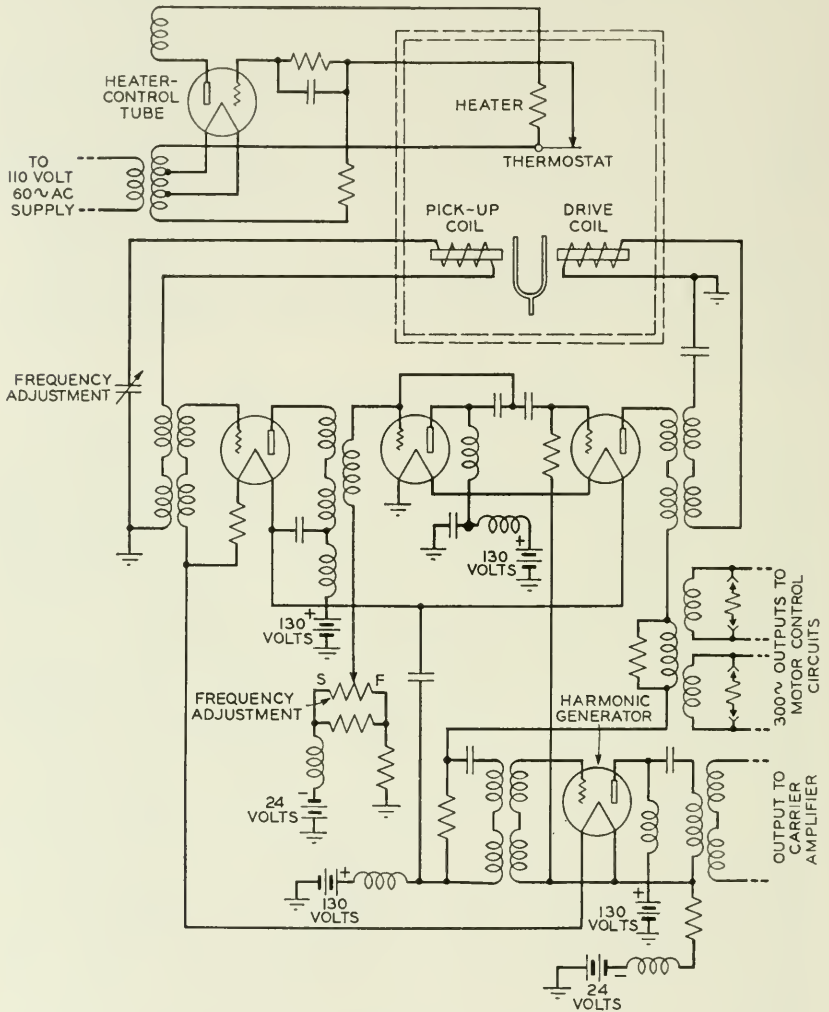 HEATER-
CONTROL
TUBE
HEATER
THERMOSTAT
TO
110 VOLT
60~AC
SUPPLY
PICK-UP
COIL
DRIVE
COIL
FREQUENCY
ADJUSTMENT
+
130
VOLTS
+
130
VOLTS
S F
FREQUENCY
ADJUSTMENT
-
24
VOLTS
300~ OUTPUTS TO
MOTOR CONTROL
CIRCUITS
HARMONIC
GENERATOR
OUTPUT TO
CARRIER
AMPLIFIER
+
130
VOLTS
+
130
VOLTS
-
24
VOLTS